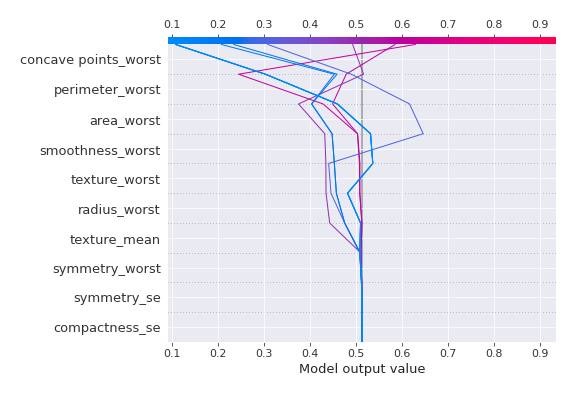 0.1 0.2 0.3 0.4 0.5 0.6 0.7 0.8 0.9
concave points_worst
perimeter_worst
area_worst
smoothness_worst
texture_worst
radius_worst
texture_mean
symmetry_worst
symmetry_se
compactness_se
0.1 0.2 0.3 0.4 0.5 0.6 0.7 0.8 0.9
Model output value